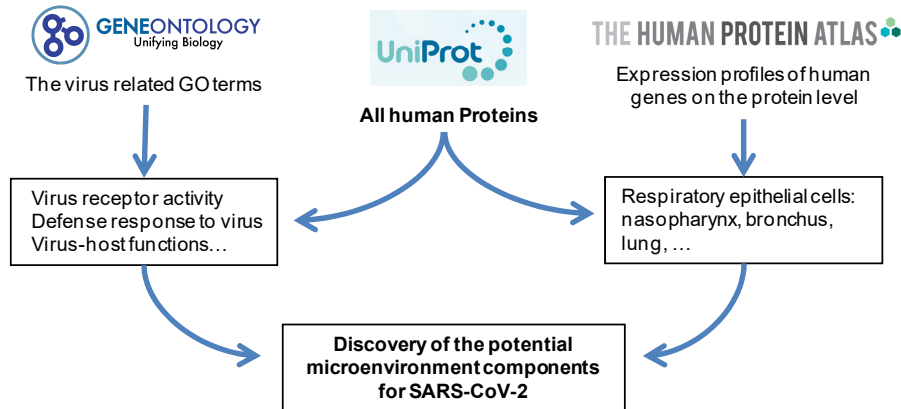 GENEONTOLOGY
Unifying Biology
The virus related GO terms
UniProt
All human Proteins
THE HUMAN PROTEIN ATLAS
Expression profiles of human
genes on the protein level
Virus receptor activity
Defense response to virus
Virus-host functions…
Respiratory epithelial cells:
nasopharynx, bronchus,
lung, …
Discovery of the potential
microenvironment components
for SARS-CoV-2